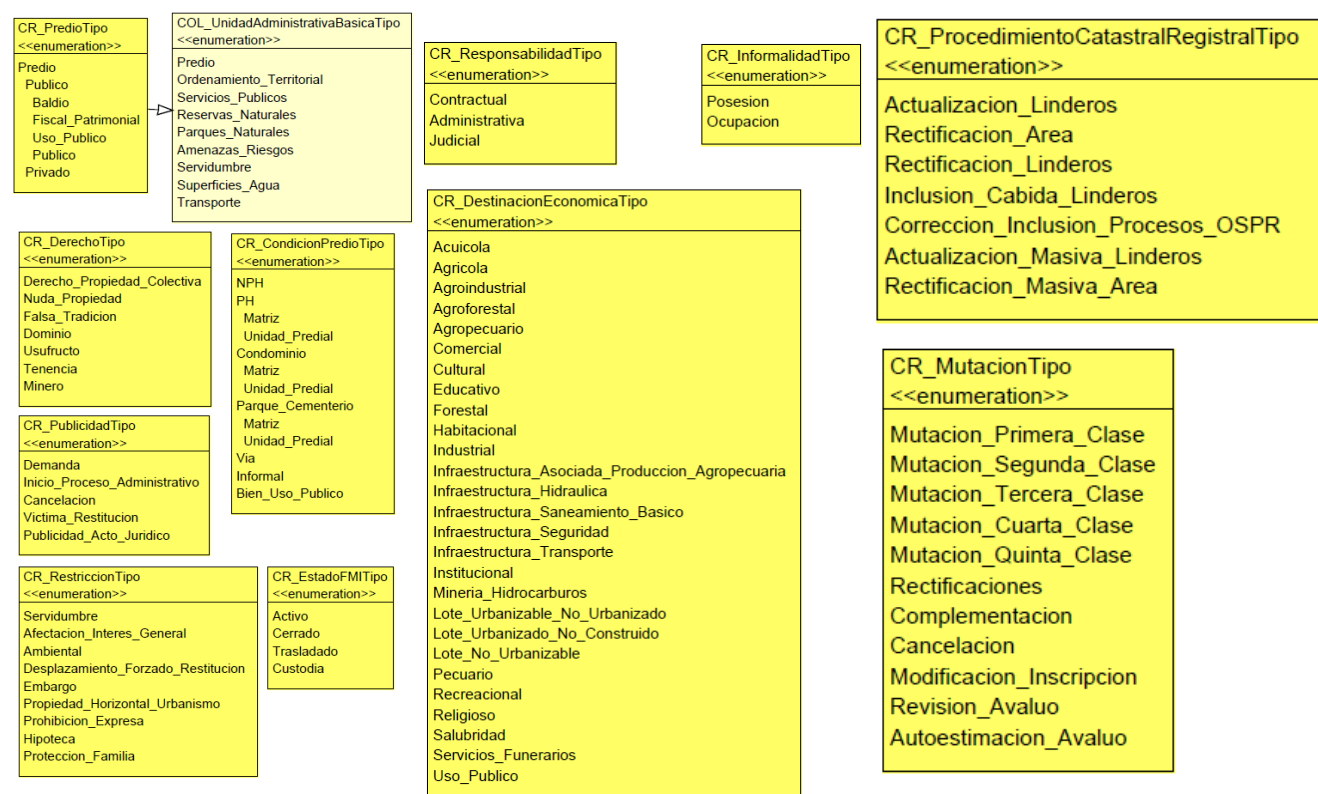 CR_PredioTipo
<<enumeration>>
Predio
Publico
Baldio
Fiscal_Patrimonial
Uso_Publico
Publico
Privado
COL_UnidadAdministrativaBasicaTipo
<<enumeration>>
Predio
Ordenamiento_Territorial
Servicios_Publicos
Reservas_Naturales
Parques_Naturales
Amenazas_Riesgos
Servidumbre
Superficies_Agua
Transporte
CR_ResponsabilidadTipo
<<enumeration>>
Contractual
Administrativa
Judicial
CR_InformalidadTipo
<<enumeration>>
Posesion
Ocupacion
CR_ProcedimientoCatastralRegistralTipo
<<enumeration>>
Actualizacion_Linderos
Rectificacion_Area
Rectificacion_Linderos
Inclusion_Cabida_Linderos
Correccion_Inclusion_Procesos_OSPR
Actualizacion_Masiva_Linderos
Rectificacion_Masiva_Area
CR_DerechoTipo
<<enumeration>>
Derecho_Propiedad_Colectiva
Nuda_Propiedad
Falsa_Tradicion
Dominio
Usufructo
Tenencia
Minero
CR_CondicionPredioTipo
<<enumeration>>
NPH
PH
Matriz
Unidad_Predial
Condominio
Matriz
Unidad_Predial
Parque_Cementerio
Matriz
Unidad_Predial
Via
Informal
Bien_Uso_Publico
CR_DestinacionEconomicaTipo
<<enumeration>>
Acuicola
Agricola
Agroindustrial
Agroforestal
Agropecuario
Comercial
Cultural
Educativo
Forestal
Habitacional
Industrial
Infraestructura_Asociada_Produccion_Agropecuaria
Infraestructura_Hidraulica
Infraestructura_Saneamiento_Basico
Infraestructura_Seguridad
Infraestructura_Transporte
Institucional
Mineria_Hidrocarburos
Lote_Urbanizable_No_Urbanizado
Lote_Urbanizado_No_Construido
Lote_No_Urbanizable
Pecuario
Recreacional
Religioso
Salubridad
Servicios_Funerarios
Uso_Publico
CR_MutacionTipo
<<enumeration>>
Mutacion_Primera_Clase
Mutacion_Segunda_Clase
Mutacion_Tercera_Clase
Mutacion_Cuarta_Clase
Mutacion_Quinta_Clase
Rectificaciones
Complementacion
Cancelacion
Modificacion_Inscripcion
Revision_Avaluo
Autoestimacion_Avaluo
CR_PublicidadTipo
<<enumeration>>
Demanda
Inicio_Proceso_Administrativo
Cancelacion
Victima_Restitucion
Publicidad_Acto_Juridico
CR_RestriccionTipo
<<enumeration>>
Servidumbre
Afectacion_Interes_General
Ambiental
Desplazamiento_Forzado_Restitucion
Embargo
Propiedad_Horizontal_Urbanismo
Prohibicion_Expresa
Hipoteca
Proteccion_Familia
CR_EstadoFMITipo
<<enumeration>>
Activo
Cerrado
Trasladado
Custodia